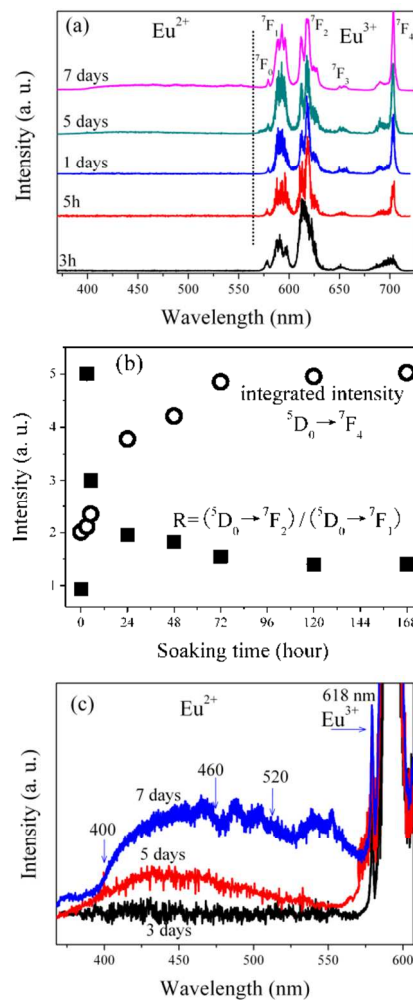 (a) Eu2+ 7F1 7F2 Eu3+ 7F4
7F0 7F3
7 days
5 days
1 days
5h
3h
Intensity (a. u.)
400 450 500 550 600 650 700
Wavelength (nm)
(b)
5
4
3
2
1
Intensity (a. u.)
integrated intensity
5D0→7F4
R=(5D0→7F2)/(5D0→7F1)
0 24 48 72 96 120 144 168
Soaking time (hour)
(c) Eu2+ 618 nm
Eu3+
7 days 460 520
400
5 days
3 days
Intensity (a. u.)
400 450 500 550 600
Wavelength (nm)